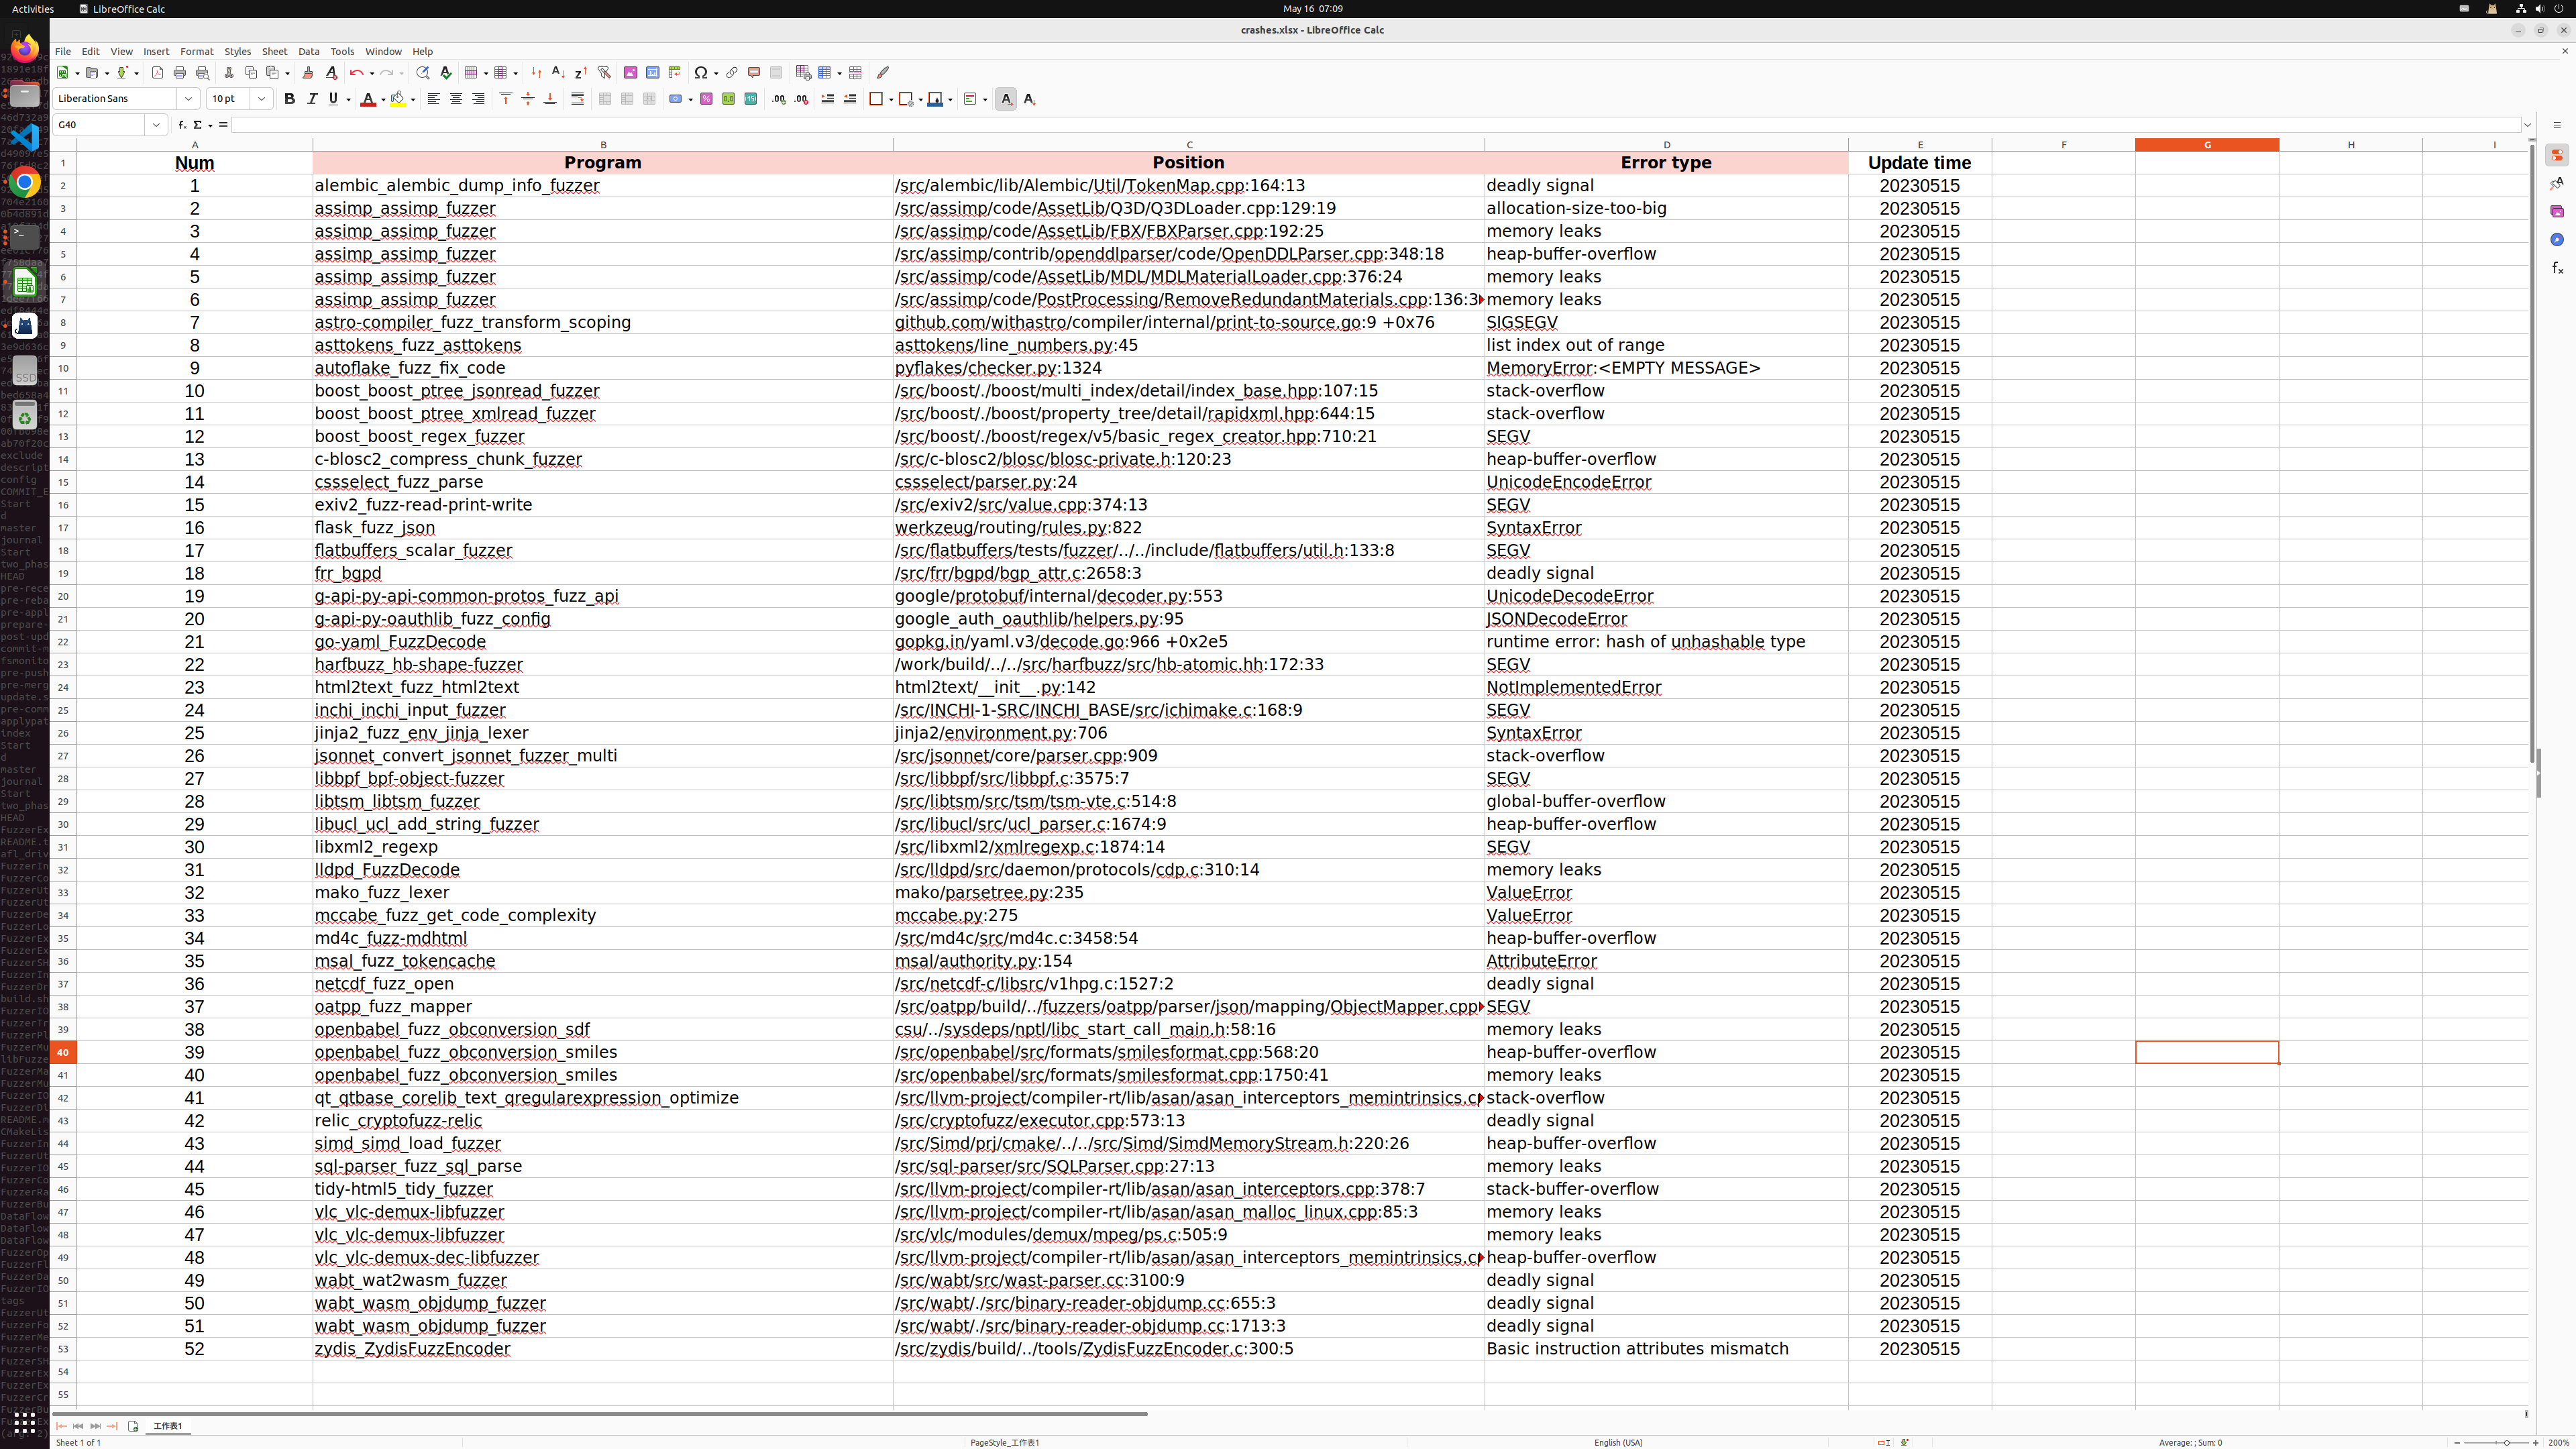 Activities LibreOffice Calc May 16 07:09
crashes.xlsx - LibreOffice Calc
File Edit View Insert Format Styles Sheet Data Tools Window Help
Liberation Sans 10 pt
G40
A B C D E F G H I
1 Num Program Position Error type Update time
2 1 alembic_alembic_dump_info_fuzzer /src/alembic/lib/Alembic/Util/TokenMap.cpp:164:13 deadly signal 20230515
3 2 assimp_assimp_fuzzer /src/assimp/code/AssetLib/Q3D/Q3DLoader.cpp:129:19 allocation-size-too-big 20230515
4 3 assimp_assimp_fuzzer /src/assimp/code/AssetLib/FBX/FBXParser.cpp:192:25 memory leaks 20230515
5 4 assimp_assimp_fuzzer /src/assimp/contrib/openddlparser/code/OpenDDLParser.cpp:348:18 heap-buffer-overflow 20230515
6 5 assimp_assimp_fuzzer /src/assimp/code/AssetLib/MDL/MDLMaterialLoader.cpp:376:24 memory leaks 20230515
7 6 assimp_assimp_fuzzer /src/assimp/code/PostProcessing/RemoveRedundantMaterials.cpp:136:3 memory leaks 20230515
8 7 astro-compiler_fuzz_transform_scoping github.com/withastro/compiler/internal/print-to-source.go:9 +0x76 SIGSEGV 20230515
9 8 asttokens_fuzz_asttokens asttokens/line_numbers.py:45 list index out of range 20230515
10 9 autoflake_fuzz_fix_code pyflakes/checker.py:1324 MemoryError:<EMPTY MESSAGE> 20230515
11 10 boost_boost_ptree_jsonread_fuzzer /src/boost/./boost/multi_index/detail/index_base.hpp:107:15 stack-overflow 20230515
12 11 boost_boost_ptree_xmlread_fuzzer /src/boost/./boost/property_tree/detail/rapidxml.hpp:644:15 stack-overflow 20230515
13 12 boost_boost_regex_fuzzer /src/boost/./boost/regex/v5/basic_regex_creator.hpp:710:21 SEGV 20230515
14 13 c-blosc2_compress_chunk_fuzzer /src/c-blosc2/blosc/blosc-private.h:120:23 heap-buffer-overflow 20230515
15 14 cssselect_fuzz_parse cssselect/parser.py:24 UnicodeEncodeError 20230515
16 15 exiv2_fuzz-read-print-write /src/exiv2/src/value.cpp:374:13 SEGV 20230515
17 16 flask_fuzz_json werkzeug/routing/rules.py:822 SyntaxError 20230515
18 17 flatbuffers_scalar_fuzzer /src/flatbuffers/tests/fuzzer/../../include/flatbuffers/util.h:133:8 SEGV 20230515
19 18 frr_bgpd /src/frr/bgpd/bgp_attr.c:2658:3 deadly signal 20230515
20 19 g-api-py-api-common-protos_fuzz_api google/protobuf/internal/decoder.py:553 UnicodeDecodeError 20230515
21 20 g-api-py-oauthlib_fuzz_config google_auth_oauthlib/helpers.py:95 JSONDecodeError 20230515
22 21 go-yaml_FuzzDecode gopkg.in/yaml.v3/decode.go:966 +0x2e5 runtime error: hash of unhashable type 20230515
23 22 harfbuzz_hb-shape-fuzzer /work/build/../../src/harfbuzz/src/hb-atomic.hh:172:33 SEGV 20230515
24 23 html2text_fuzz_html2text html2text/__init__.py:142 NotImplementedError 20230515
25 24 inchi_inchi_input_fuzzer /src/INCHI-1-SRC/INCHI_BASE/src/ichimake.c:168:9 SEGV 20230515
26 25 jinja2_fuzz_env_jinja_lexer jinja2/environment.py:706 SyntaxError 20230515
27 26 jsonnet_convert_jsonnet_fuzzer_multi /src/jsonnet/core/parser.cpp:909 stack-overflow 20230515
28 27 libbpf_bpf-object-fuzzer /src/libbpf/src/libbpf.c:3575:7 SEGV 20230515
29 28 libtsm_libtsm_fuzzer /src/libtsm/src/tsm/tsm-vte.c:514:8 global-buffer-overflow 20230515
30 29 libucl_ucl_add_string_fuzzer /src/libucl/src/ucl_parser.c:1674:9 heap-buffer-overflow 20230515
31 30 libxml2_regexp /src/libxml2/xmlregexp.c:1874:14 SEGV 20230515
32 31 lldpd_FuzzDecode /src/lldpd/src/daemon/protocols/cdp.c:310:14 memory leaks 20230515
33 32 mako_fuzz_lexer mako/parsetree.py:235 ValueError 20230515
34 33 mccabe_fuzz_get_code_complexity mccabe.py:275 ValueError 20230515
35 34 md4c_fuzz-mdhtml /src/md4c/src/md4c.c:3458:54 heap-buffer-overflow 20230515
36 35 msal_fuzz_tokencache msal/authority.py:154 AttributeError 20230515
37 36 netcdf_fuzz_open /src/netcdf-c/libsrc/v1hpg.c:1527:2 deadly signal 20230515
38 37 oatpp_fuzz_mapper /src/oatpp/build/../fuzzers/oatpp/parser/json/mapping/ObjectMapper.cpp SEGV 20230515
39 38 openbabel_fuzz_obconversion_sdf csu/../sysdeps/nptl/libc_start_call_main.h:58:16 memory leaks 20230515
40 39 openbabel_fuzz_obconversion_smiles /src/openbabel/src/formats/smilesformat.cpp:568:20 heap-buffer-overflow 20230515
41 40 openbabel_fuzz_obconversion_smiles /src/openbabel/src/formats/smilesformat.cpp:1750:41 memory leaks 20230515
42 41 qt_qtbase_corelib_text_qregularexpression_optimize /src/llvm-project/compiler-rt/lib/asan/asan_interceptors_memintrinsics.cp stack-overflow 20230515
43 42 relic_cryptofuzz-relic /src/cryptofuzz/executor.cpp:573:13 deadly signal 20230515
44 43 simd_simd_load_fuzzer /src/Simd/prj/cmake/../../src/Simd/SimdMemoryStream.h:220:26 heap-buffer-overflow 20230515
45 44 sql-parser_fuzz_sql_parse /src/sql-parser/src/SQLParser.cpp:27:13 memory leaks 20230515
46 45 tidy-html5_tidy_fuzzer /src/llvm-project/compiler-rt/lib/asan/asan_interceptors.cpp:378:7 stack-buffer-overflow 20230515
47 46 vlc_vlc-demux-libfuzzer /src/llvm-project/compiler-rt/lib/asan/asan_malloc_linux.cpp:85:3 memory leaks 20230515
48 47 vlc_vlc-demux-libfuzzer /src/vlc/modules/demux/mpeg/ps.c:505:9 memory leaks 20230515
49 48 vlc_vlc-demux-dec-libfuzzer /src/llvm-project/compiler-rt/lib/asan/asan_interceptors_memintrinsics.cp heap-buffer-overflow 20230515
50 49 wabt_wat2wasm_fuzzer /src/wabt/src/wast-parser.cc:3100:9 deadly signal 20230515
51 50 wabt_wasm_objdump_fuzzer /src/wabt/./src/binary-reader-objdump.cc:655:3 deadly signal 20230515
52 51 wabt_wasm_objdump_fuzzer /src/wabt/./src/binary-reader-objdump.cc:1713:3 deadly signal 20230515
53 52 zydis_ZydisFuzzEncoder /src/zydis/build/../tools/ZydisFuzzEncoder.c:300:5 Basic instruction attributes mismatch 20230515
54
55
工作表1
Sheet 1 of 1 PageStyle_工作表1 English (USA) Average: ; Sum: 0 200%